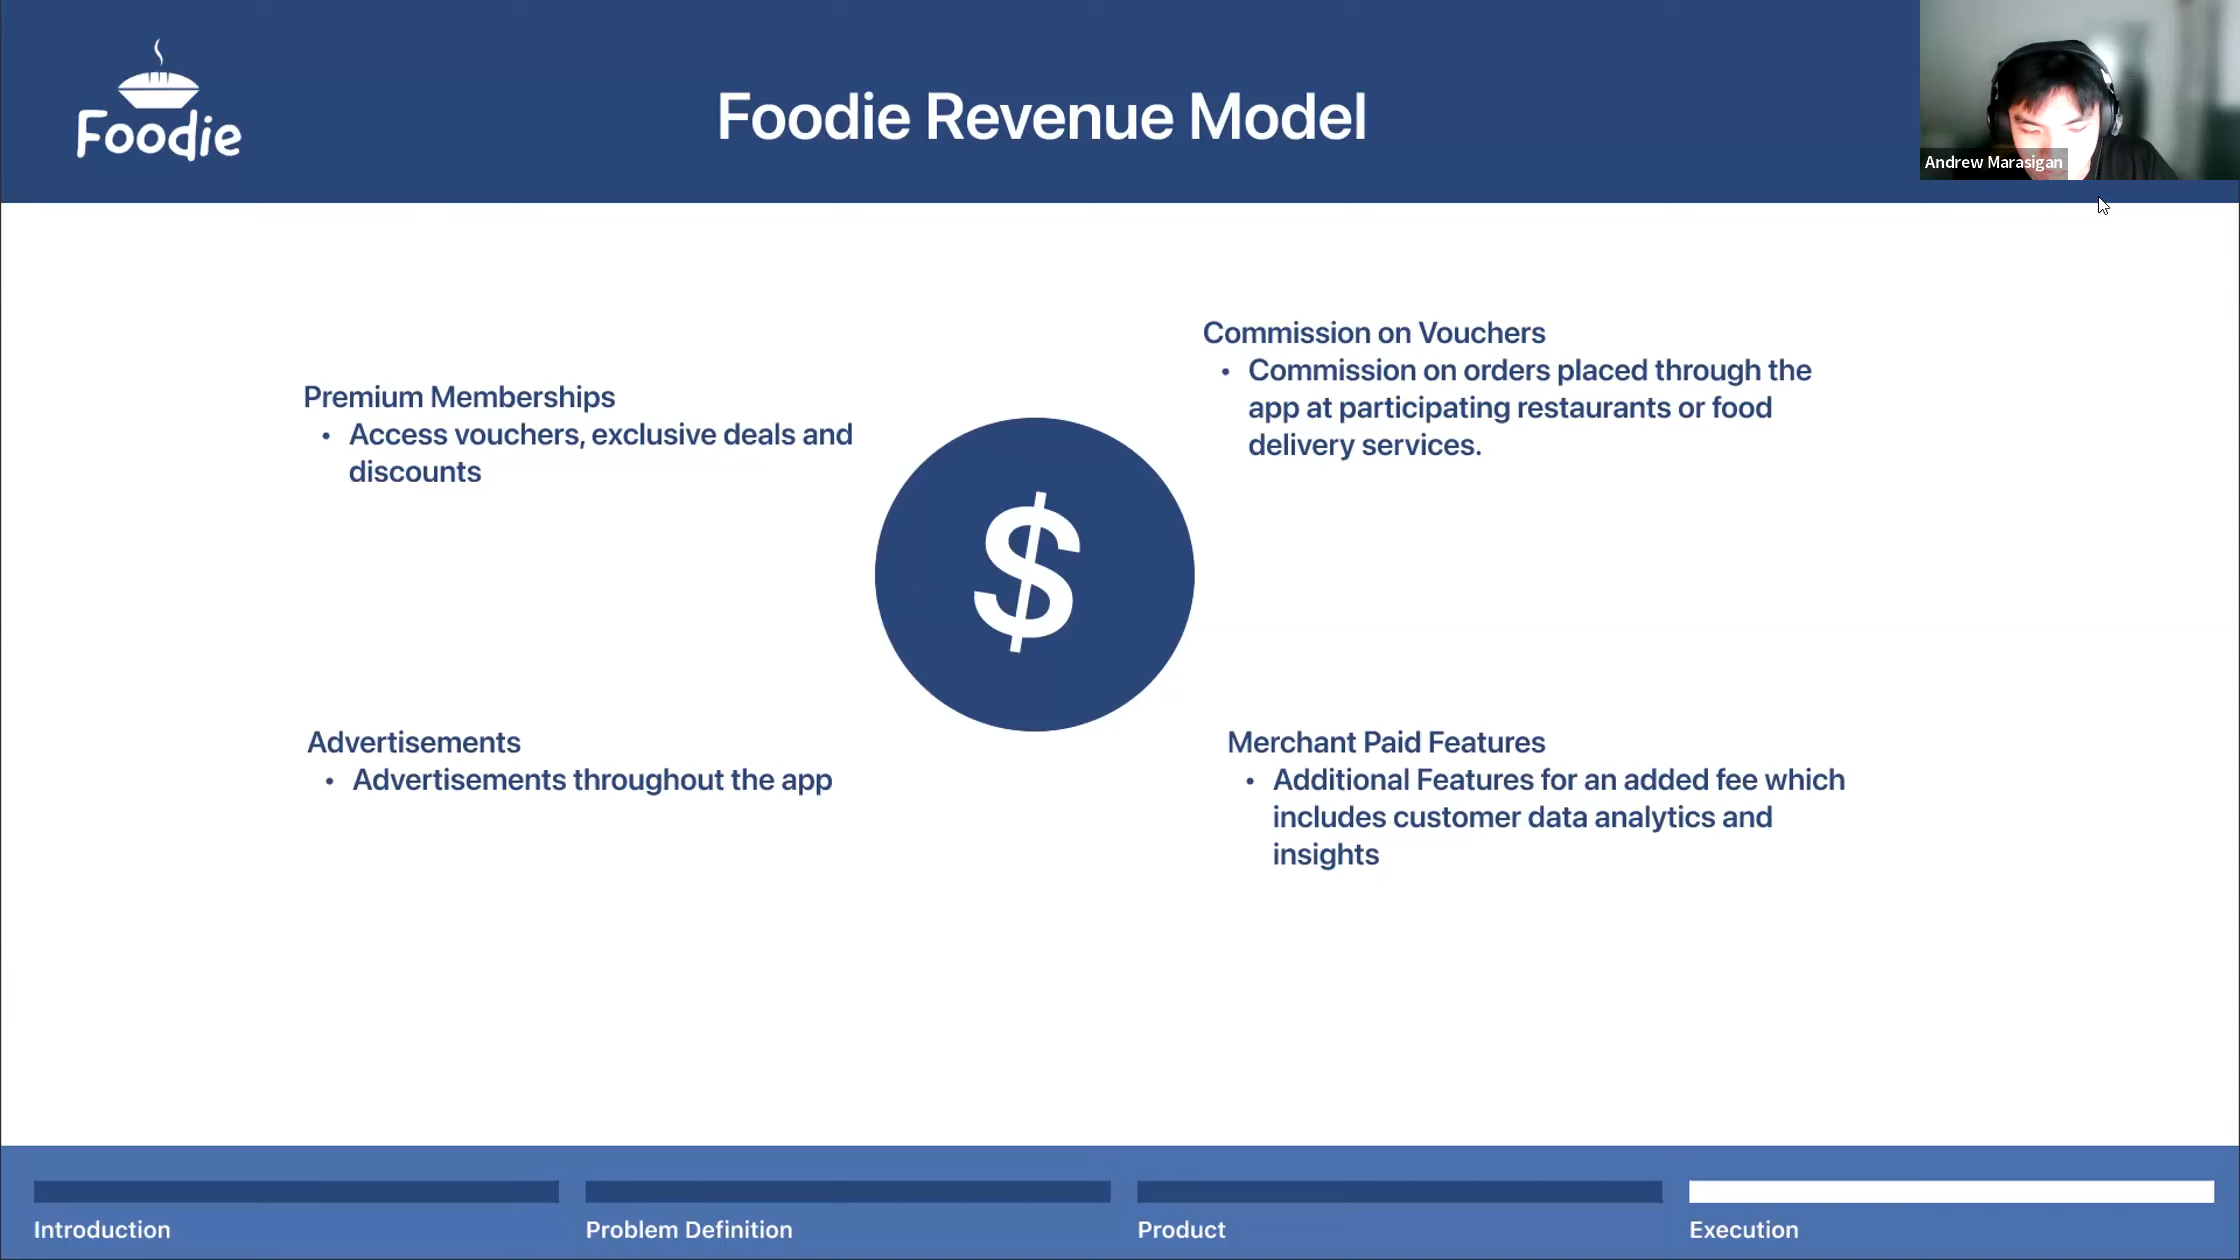 Foodie
Foodie Revenue Model
Andrew Marasigan
Premium Memberships
• Access vouchers, exclusive deals and
discounts
Commission on Vouchers
• Commission on orders placed through the
app at participating restaurants or food
delivery services.
$
Advertisements
• Advertisements throughout the app
Merchant Paid Features
• Additional Features for an added fee which
includes customer data analytics and
insights
Introduction
Problem Definition
Product
Execution